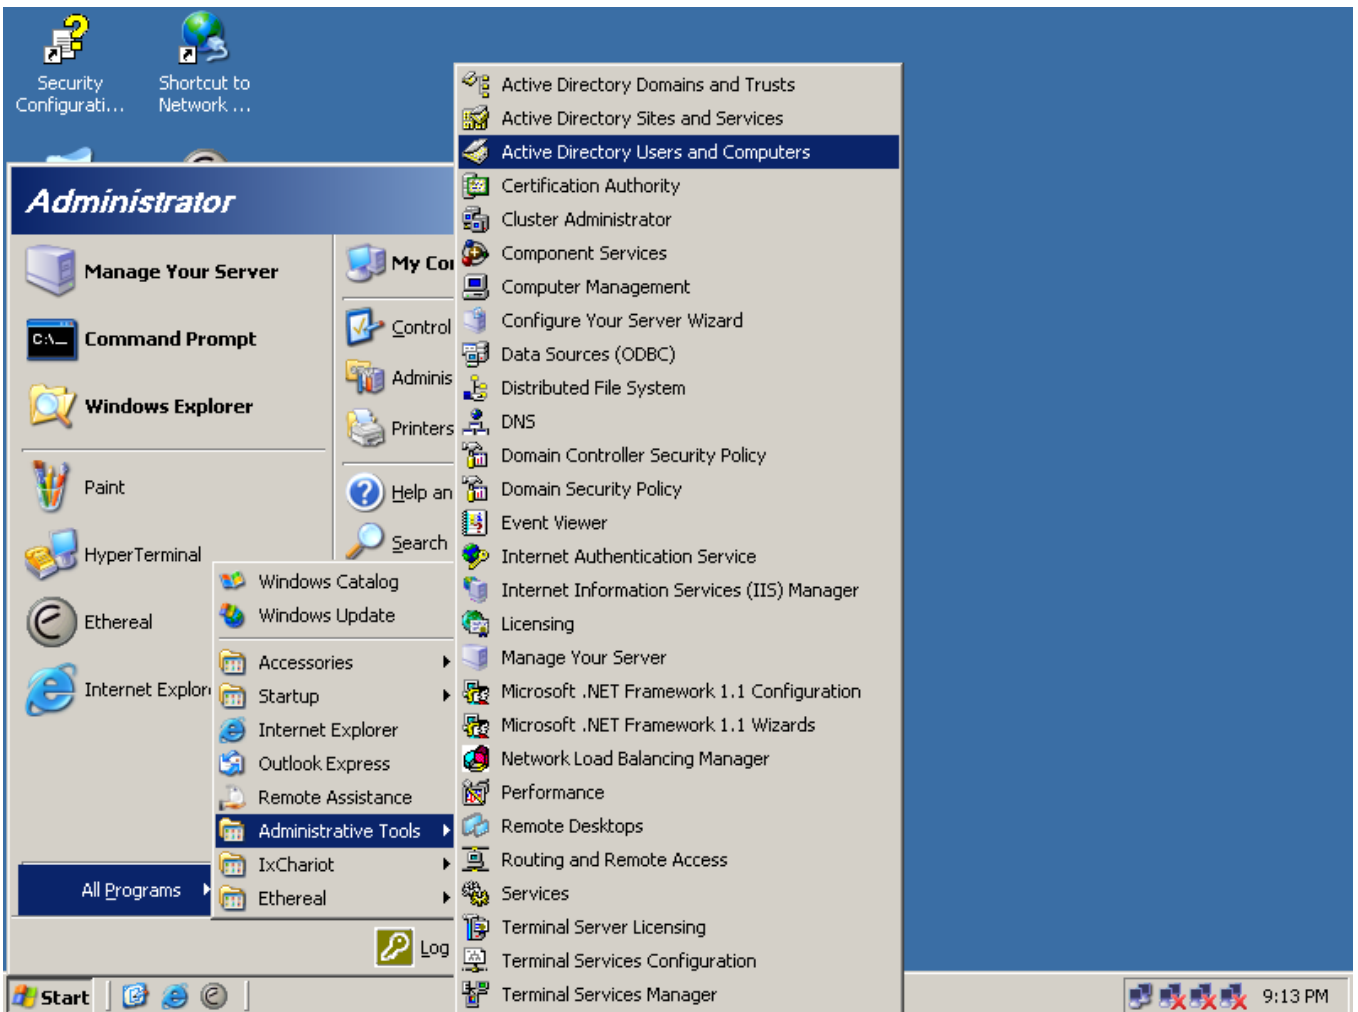 Security
Configurati...
Shortcut to
Network ...
Administrator
Manage Your Server
Command Prompt
Windows Explorer
Paint
HyperTerminal
Ethereal
Internet Explor
All Programs
My Co
Control
Adminis
Printers
Help an
Search
Log
Windows Catalog
Windows Update
Accessories
Startup
Internet Explorer
Outlook Express
Remote Assistance
Administrative Tools
IxChariot
Ethereal
Active Directory Domains and Trusts
Active Directory Sites and Services
Active Directory Users and Computers
Certification Authority
Cluster Administrator
Component Services
Computer Management
Configure Your Server Wizard
Data Sources (ODBC)
Distributed File System
DNS
Domain Controller Security Policy
Domain Security Policy
Event Viewer
Internet Authentication Service
Internet Information Services (IIS) Manager
Licensing
Manage Your Server
Microsoft .NET Framework 1.1 Configuration
Microsoft .NET Framework 1.1 Wizards
Network Load Balancing Manager
Performance
Remote Desktops
Routing and Remote Access
Services
Terminal Server Licensing
Terminal Services Configuration
Terminal Services Manager
Start
9:13 PM